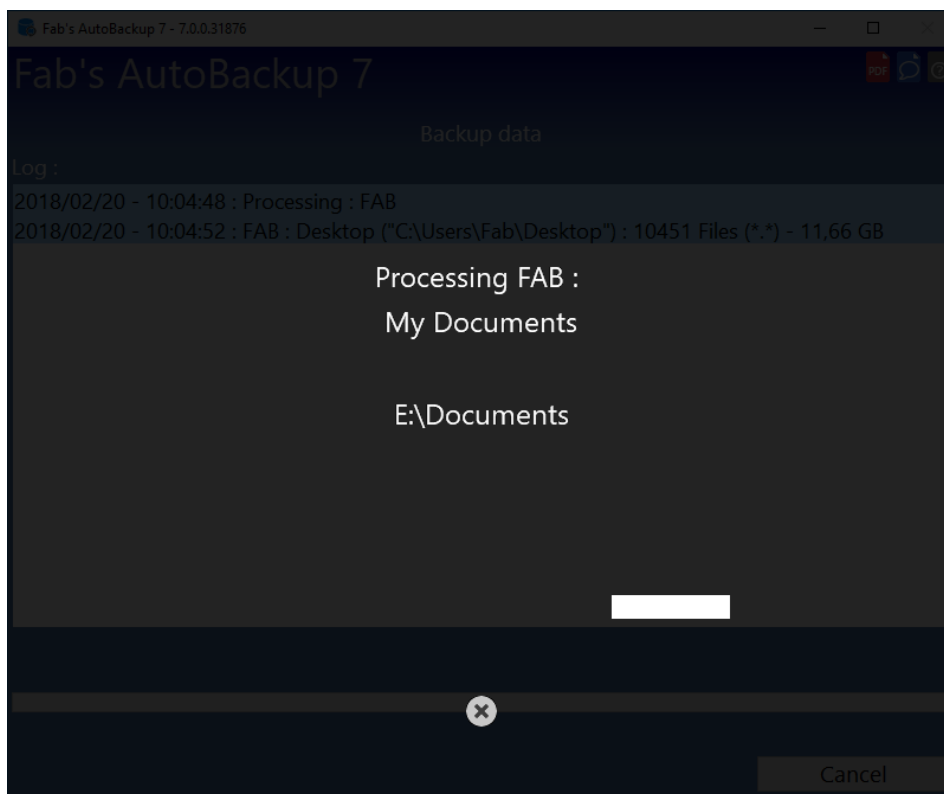 Fab's AutoBackup 7 - 7.0.0.31876
Fab's AutoBackup 7
PDF
Backup data
Log :
2018/02/20 - 10:04:48 : Processing : FAB
2018/02/20 - 10:04:52 : FAB : Desktop ("C:\Users\Fab\Desktop") : 10451 Files (*.*) - 11,66 GB
Processing FAB :
My Documents
E:\Documents
Cancel